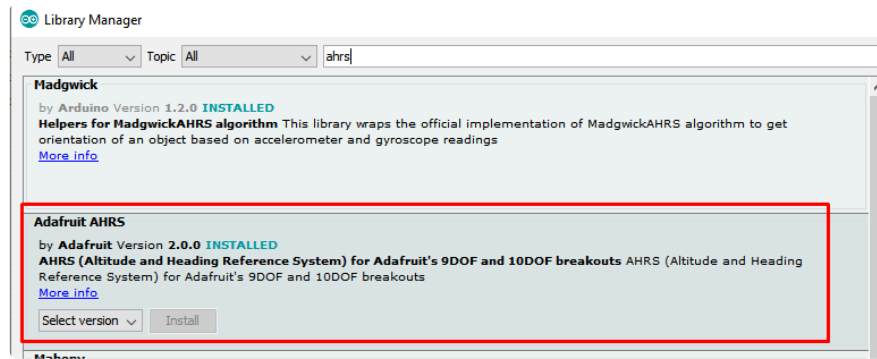 Library Manager
Type All Topic All ahrs
Madgwick
by Arduino Version 1.2.0 INSTALLED
Helpers for MadgwickAHRS algorithm This library wraps the official implementation of MadgwickAHRS algorithm to get
orientation of an object based on accelerometer and gyroscope readings
More info
Adafruit AHRS
by Adafruit Version 2.0.0 INSTALLED
AHRS (Altitude and Heading Reference System) for Adafruit's 9DOF and 10DOF breakouts AHRS (Altitude and Heading
Reference System) for Adafruit's 9DOF and 10DOF breakouts
More info
Select version Install
Mahony